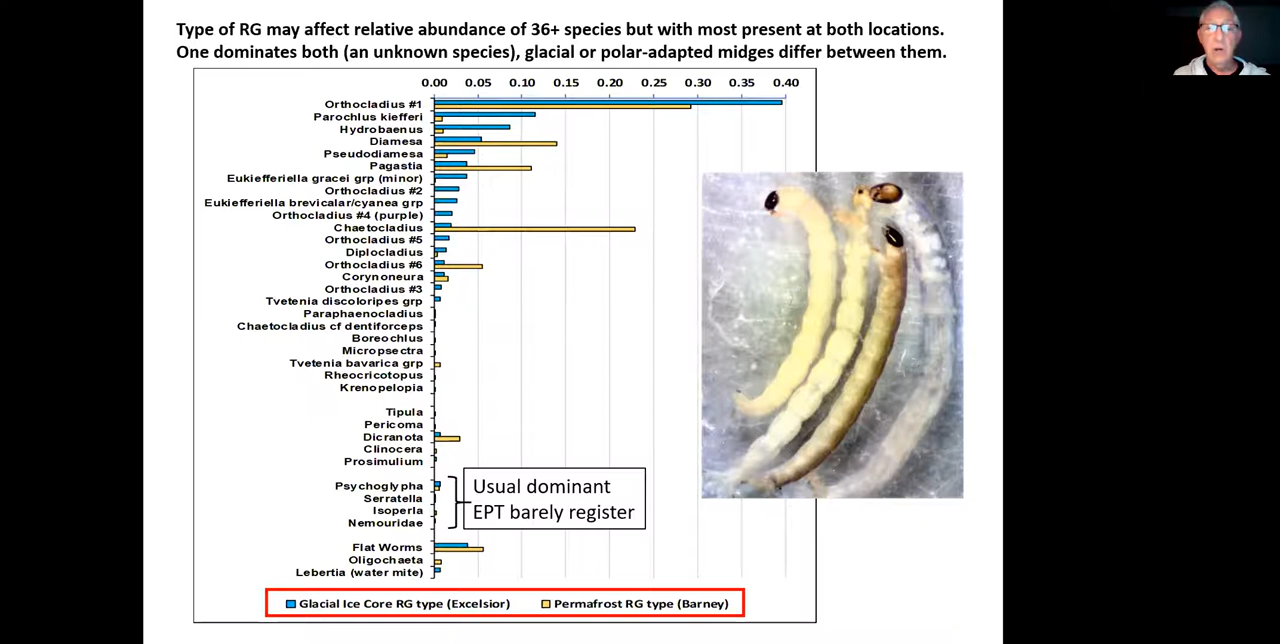 Type of RG may affect relative abundance of 36+ species but with most present at both locations.
One dominates both (an unknown species), glacial or polar-adapted midges differ between them.
0.00 0.05 0.10 0.15 0.20 0.25 0.30 0.35 0.40
Orthocladius #1
Parochlus kiefferi
Hydrobaenus
Diamesa
Pseudodiamesa
Pagastia
Eukiefferiella gracei grp (minor)
Orthocladius #2
Eukiefferiella brevicalar/cyanea grp
Orthocladius #4 (purple)
Chaetocladius
Orthocladius #5
Diplocladius
Orthocladius #6
Corynoneura
Orthocladius #3
Tvetenia discoloripes grp
Paraphaenocladius
Chaetocladius cf dentiforceps
Boreochlus
Micropsectra
Tvetenia bavarica grp
Rheocricotopus
Krenopelopia
Tipula
Pericoma
Dicranota
Clinocera
Prosimulium
Psychoglypha
Serratella
Isoperla
Nemouridae
Usual dominant
EPT barely register
Flat Worms
Oligochaeta
Lebertia (water mite)
Glacial Ice Core RG type (Excelsior) Permafrost RG type (Barney)